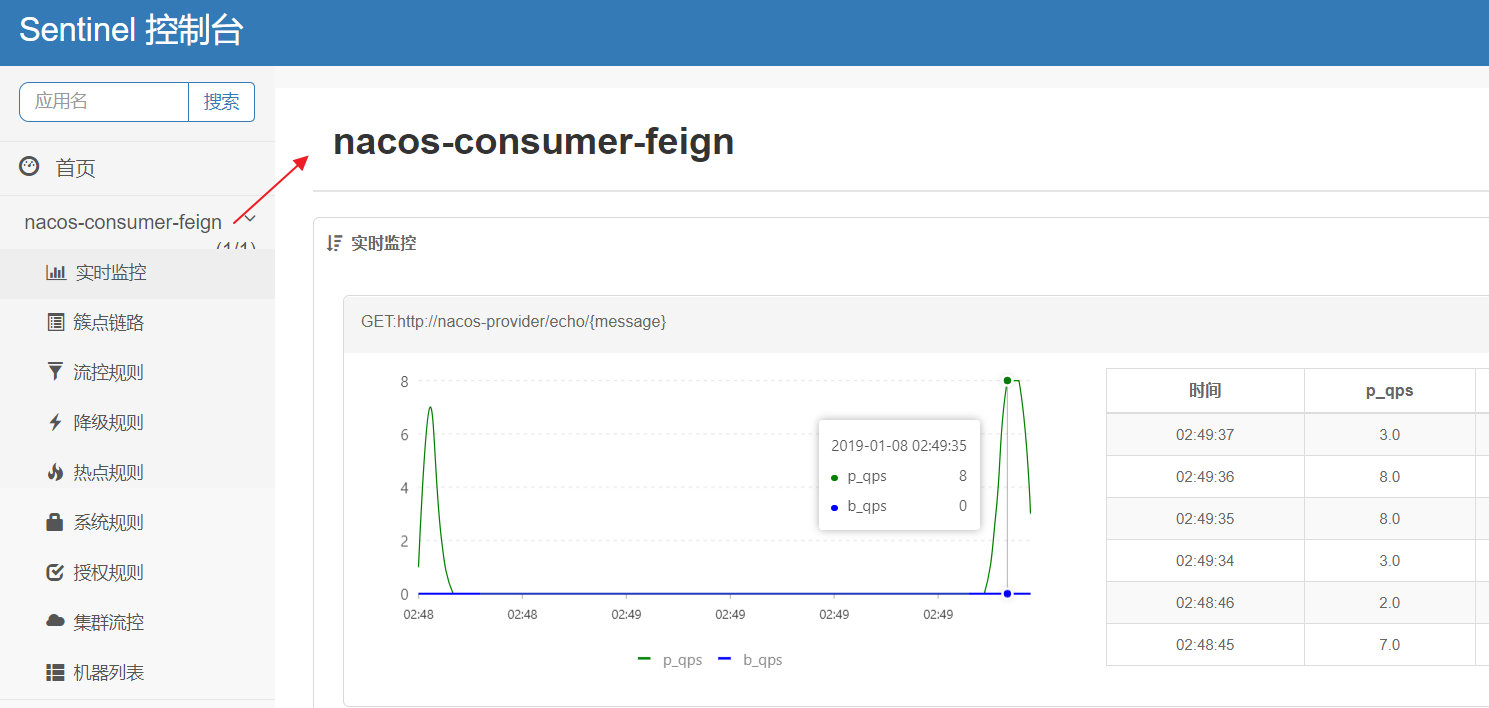 Sentinel 控制台
应用名 搜索
首页
nacos-consumer-feign
(1/1)
实时监控
簇点链路
流控规则
降级规则
热点规则
系统规则
授权规则
集群流控
机器列表
nacos-consumer-feign
实时监控
GET:http://nacos-provider/echo/{message}
8
6
4
2
0
02:48 02:48 02:49 02:49 02:49 02:49
2019-01-08 02:49:35
p_qps 8
b_qps 0
p_qps b_qps
时间 p_qps
02:49:37 3.0
02:49:36 8.0
02:49:35 8.0
02:49:34 3.0
02:48:46 2.0
02:48:45 7.0